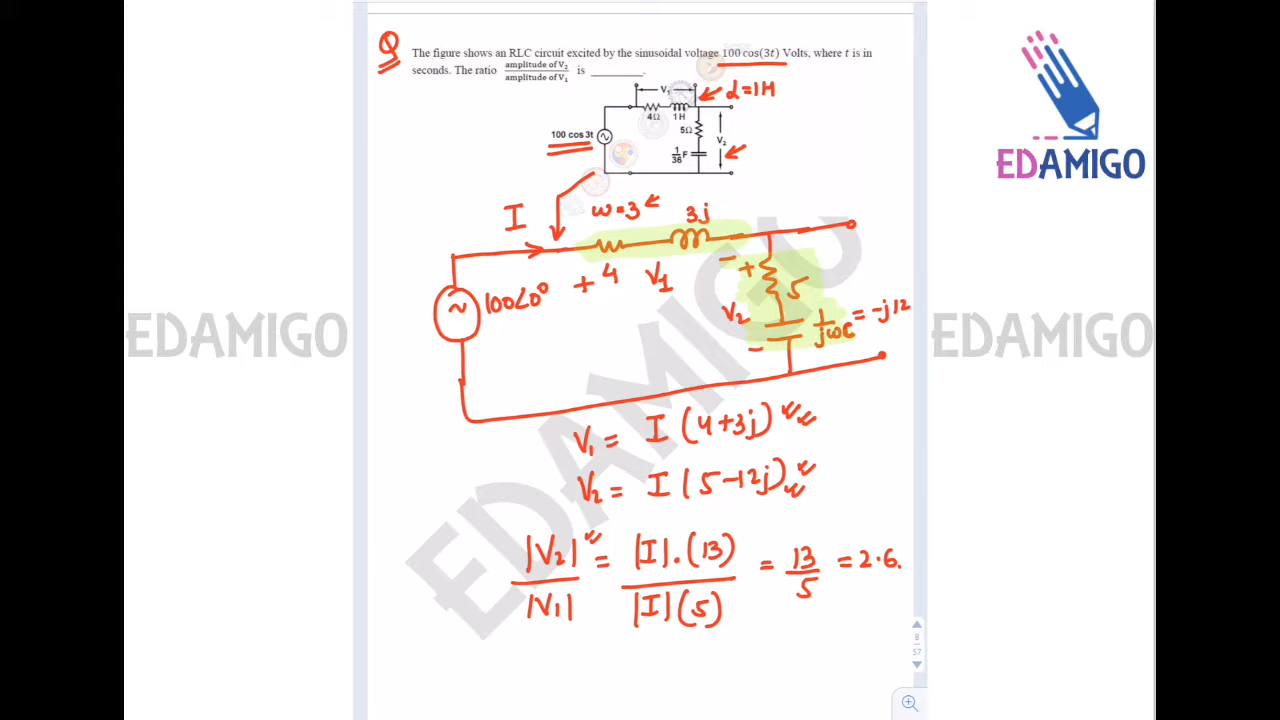 Q
The figure shows an RLC circuit excited by the sinusoidal voltage 100 cos(3t) Volts, where t is in
seconds. The ratio amplitude of V₂ / amplitude of V₁ is ________.
V₁
L=1H
4Ω 1H
5Ω
100 cos 3t
V₂
1/36 F
EDAMIGO
I
ω=3
3j
+ 4 V₁ −
100∠0°
+ 5
V₂
1/jωC = -j12
−
EDAMIGO
EDAMIGO
EDAMIGO
V₁ = I (4+3j)
V₂ = I (5-12j)
|V₂| / |V₁| = |I|.(13) / |I|(5) = 13/5 = 2.6.
8
57